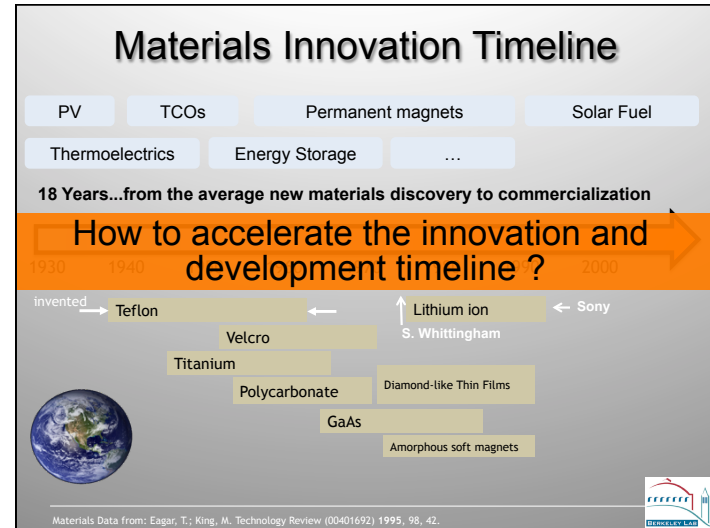 Materials Innovation Timeline
PV
TCOs
Permanent magnets
Solar Fuel
Thermoelectrics
Energy Storage
…
18 Years...from the average new materials discovery to commercialization
How to accelerate the innovation and
development timeline ?
1930
1940
2000
invented
Teflon
Lithium ion
Sony
S. Whittingham
Velcro
Titanium
Polycarbonate
Diamond-like Thin Films
GaAs
Amorphous soft magnets
Materials Data from: Eagar, T.; King, M. Technology Review (00401692) 1995, 98, 42.
BERKELEY LAB